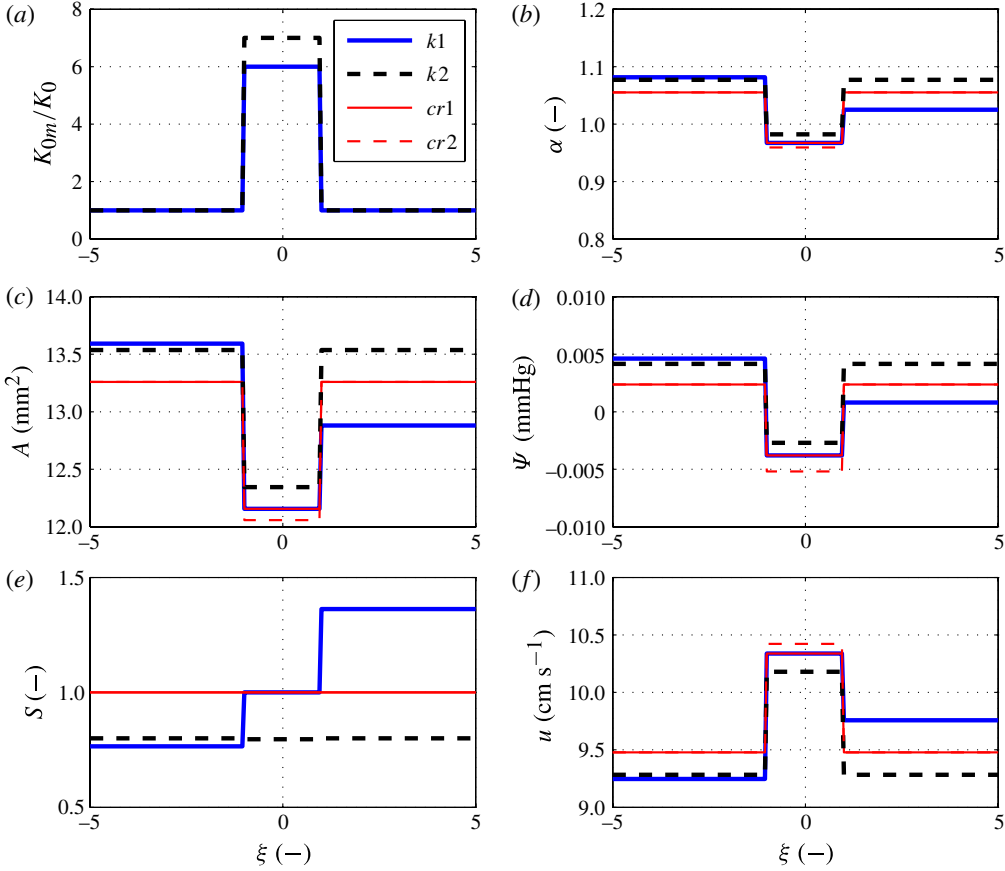 (a)
8
6
4
2
0
K0m/K0
k1
k2
cr1
cr2
−5
0
5
(b)
1.2
1.1
1.0
0.9
0.8
α (−)
−5
0
5
(c)
14.0
13.5
13.0
12.5
12.0
A (mm²)
−5
0
5
(d)
0.010
0.005
0
−0.005
−0.010
Ψ (mmHg)
−5
0
5
(e)
1.5
1.0
0.5
S (−)
−5
0
5
ξ (−)
(f)
11.0
10.5
10.0
9.5
9.0
u (cm s⁻¹)
−5
0
5
ξ (−)